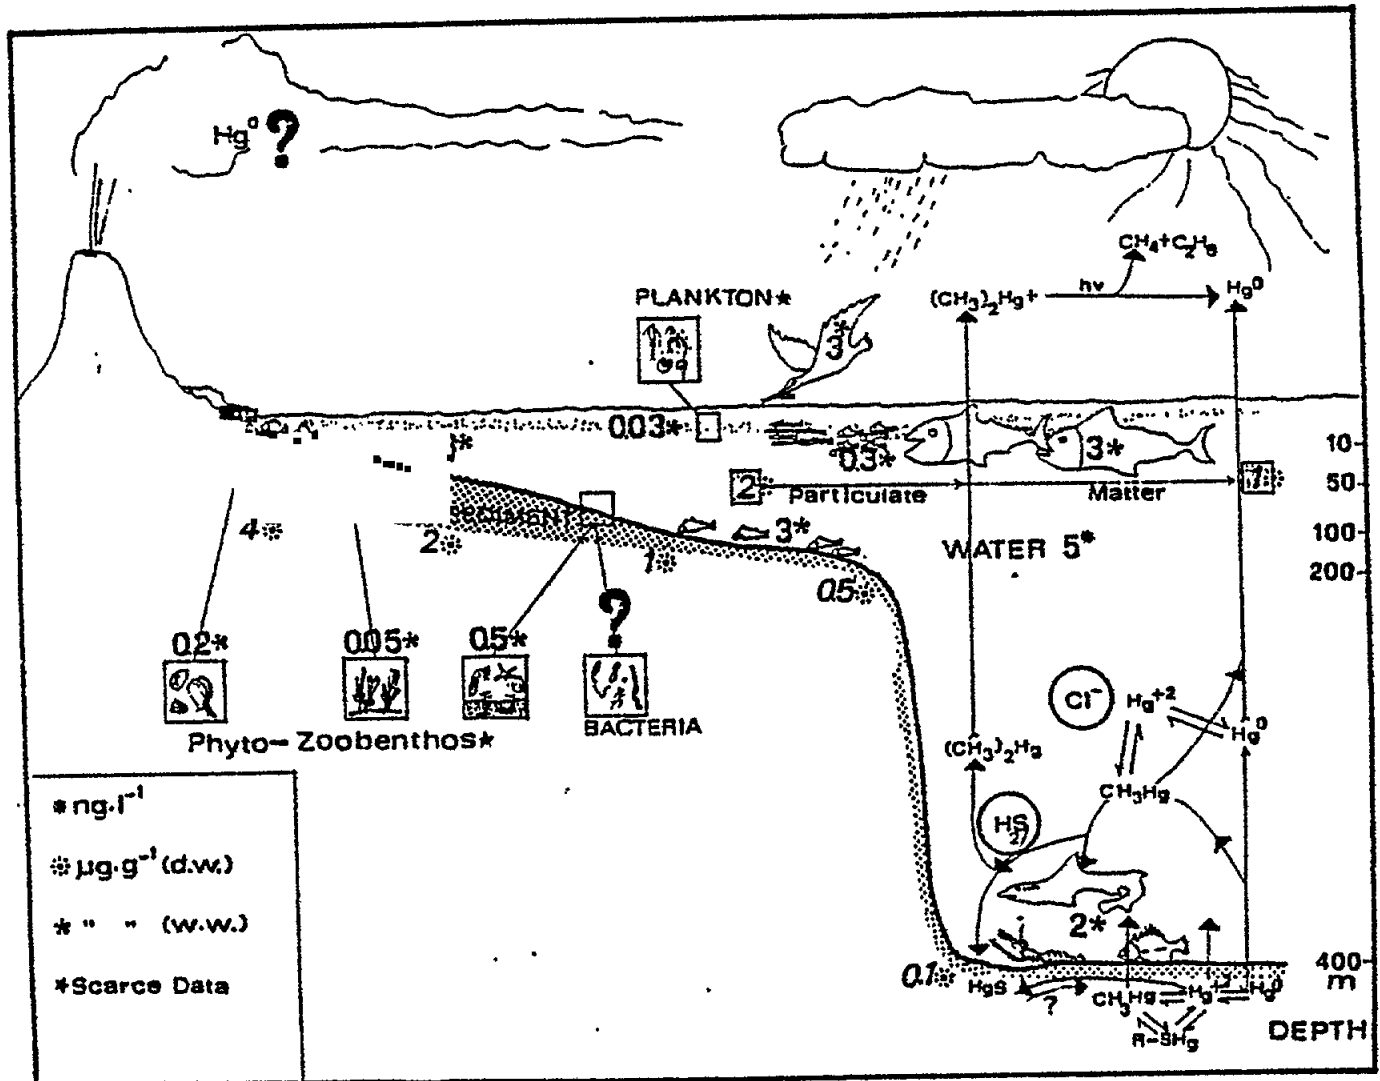 Hg⁰ ?
CH₄+C₂H₆
(CH₃)₂Hg+
hν
Hg⁰
PLANKTON*
3*
0.03*
0.3*
3*
10
2
Particulate
Matter
1
50
SEDIMENT
4
2
1
3*
WATER 5*
100
200
0.5
?
0.2*
0.05*
0.5*
BACTERIA
Phyto-Zoobenthos*
Cl⁻
Hg⁺²
Hg⁰
(CH₃)₂Hg
CH₃Hg
HS
2*
0.1
400
m
HgS
?
CH₃Hg
Hg⁰
R-SHg
DEPTH
* ng.l⁻¹
µg.g⁻¹ (d.w.)
* " " (w.w.)
*Scarce Data